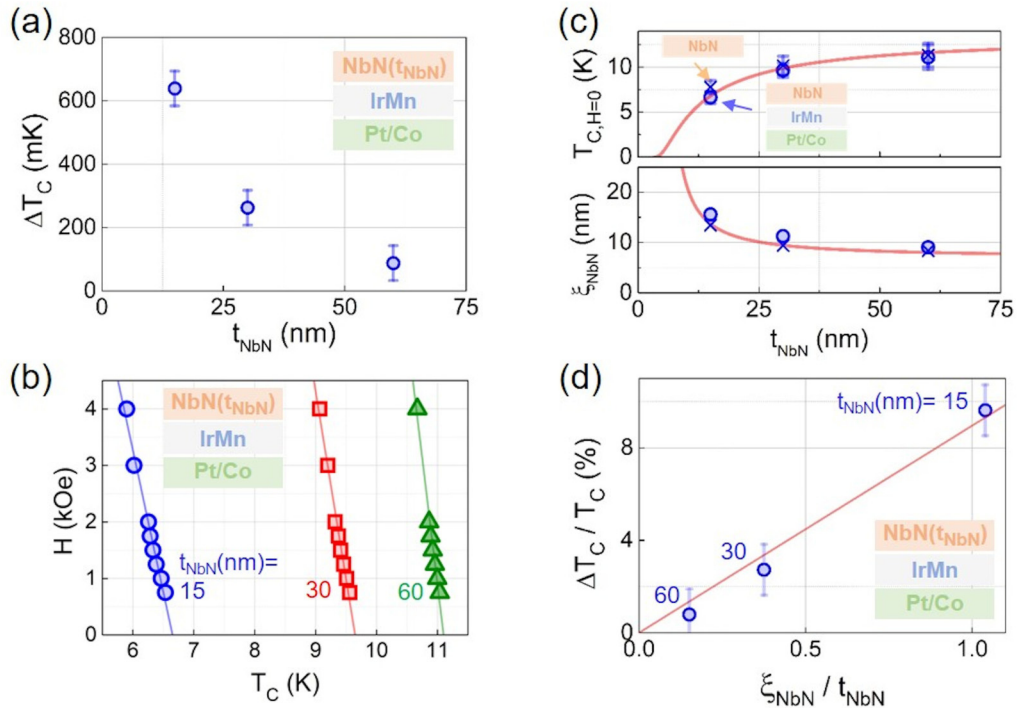 (a)
800
600
400
200
0
ΔT_C (mK)
NbN(t_NbN)
IrMn
Pt/Co
0 25 50 75
t_NbN (nm)
(b)
4
3
2
1
0
H (kOe)
NbN(t_NbN)
IrMn
Pt/Co
t_NbN(nm)=
15 30 60
6 7 8 9 10 11
T_C (K)
(c)
10
5
0
T_C,H=0 (K)
NbN
NbN
IrMn
Pt/Co
20
10
0
ξ_NbN (nm)
0 25 50 75
t_NbN (nm)
(d)
8
4
0
ΔT_C / T_C (%)
t_NbN(nm)= 15
30
60
NbN(t_NbN)
IrMn
Pt/Co
0.0 0.5 1.0
ξ_NbN / t_NbN